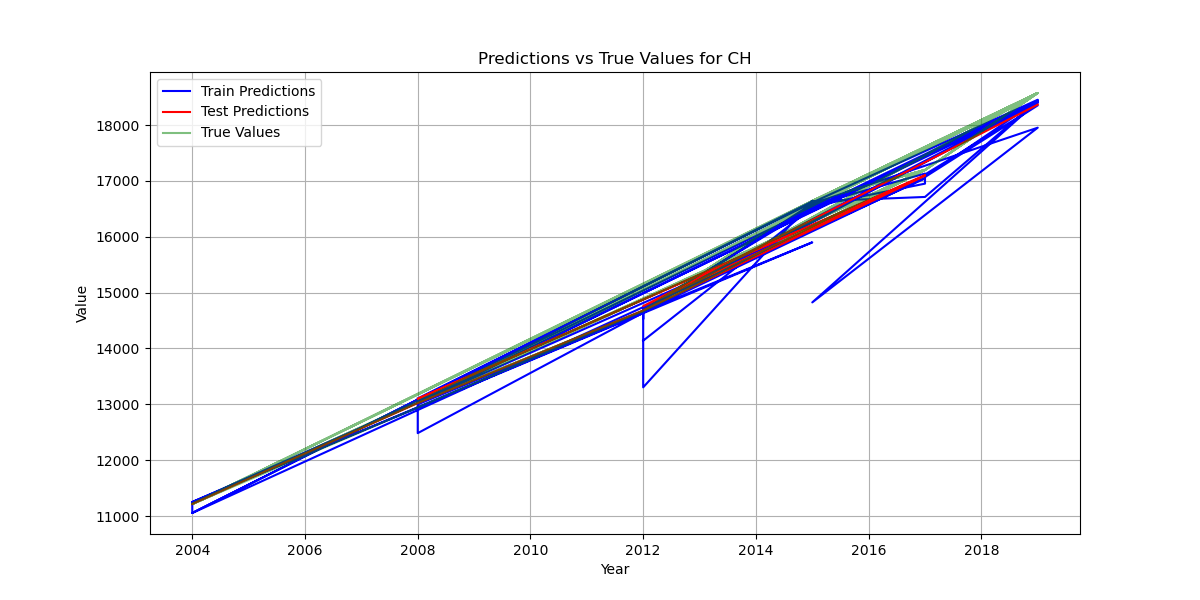 Predictions vs True Values for CH
Train Predictions
Test Predictions
True Values
Value
18000
17000
16000
15000
14000
13000
12000
11000
2004
2006
2008
2010
2012
2014
2016
2018
Year